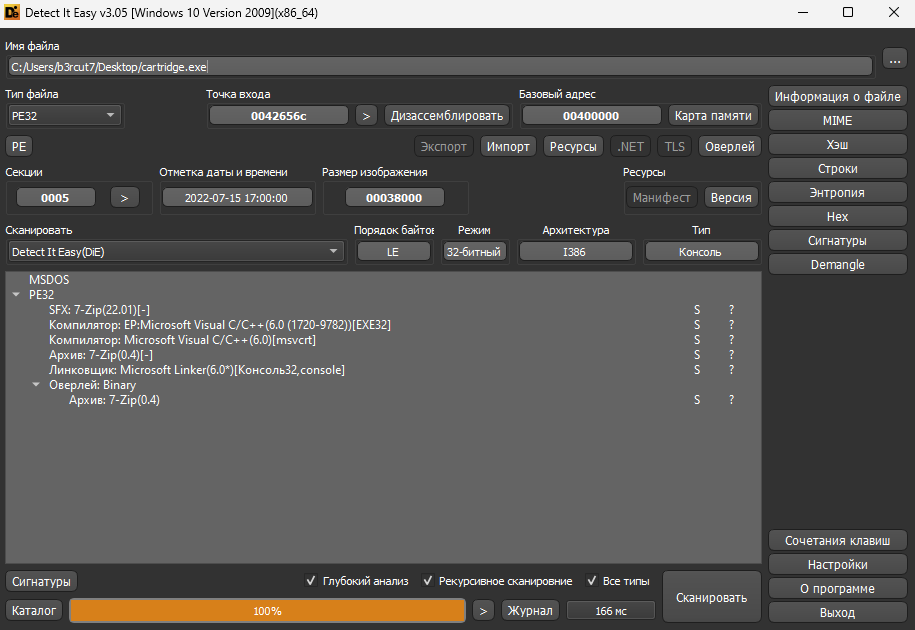 Detect It Easy v3.05 [Windows 10 Version 2009](x86_64)
Имя файла
C:/Users/b3rcut7/Desktop/cartridge.exe
...
Тип файла Точка входа Базовый адрес
PE32 0042656c > Дизассемблировать 00400000 Карта памяти
Информация о файле
PE Экспорт Импорт Ресурсы .NET TLS Оверлей
MIME
Хэш
Секции Отметка даты и времени Размер изображения Ресурсы
Строки
0005 > 2022-07-15 17:00:00 00038000 Манифест Версия
Энтропия
Hex
Сканировать Порядок байтов Режим Архитектура Тип
Сигнатуры
Detect It Easy(DiE) LE 32-битный I386 Консоль
Demangle
MSDOS
PE32
SFX: 7-Zip(22.01)[-] S ?
Компилятор: EP:Microsoft Visual C/C++(6.0 (1720-9782))[EXE32] S ?
Компилятор: Microsoft Visual C/C++(6.0)[msvcrt] S ?
Архив: 7-Zip(0.4)[-] S ?
Линковщик: Microsoft Linker(6.0*)[Консоль32,console] S ?
Оверлей: Binary
Архив: 7-Zip(0.4) S ?
Сочетания клавиш
Настройки
О программе
Выход
Сигнатуры Глубокий анализ Рекурсивное сканировние Все типы
Сканировать
Каталог 100% > Журнал 166 мс